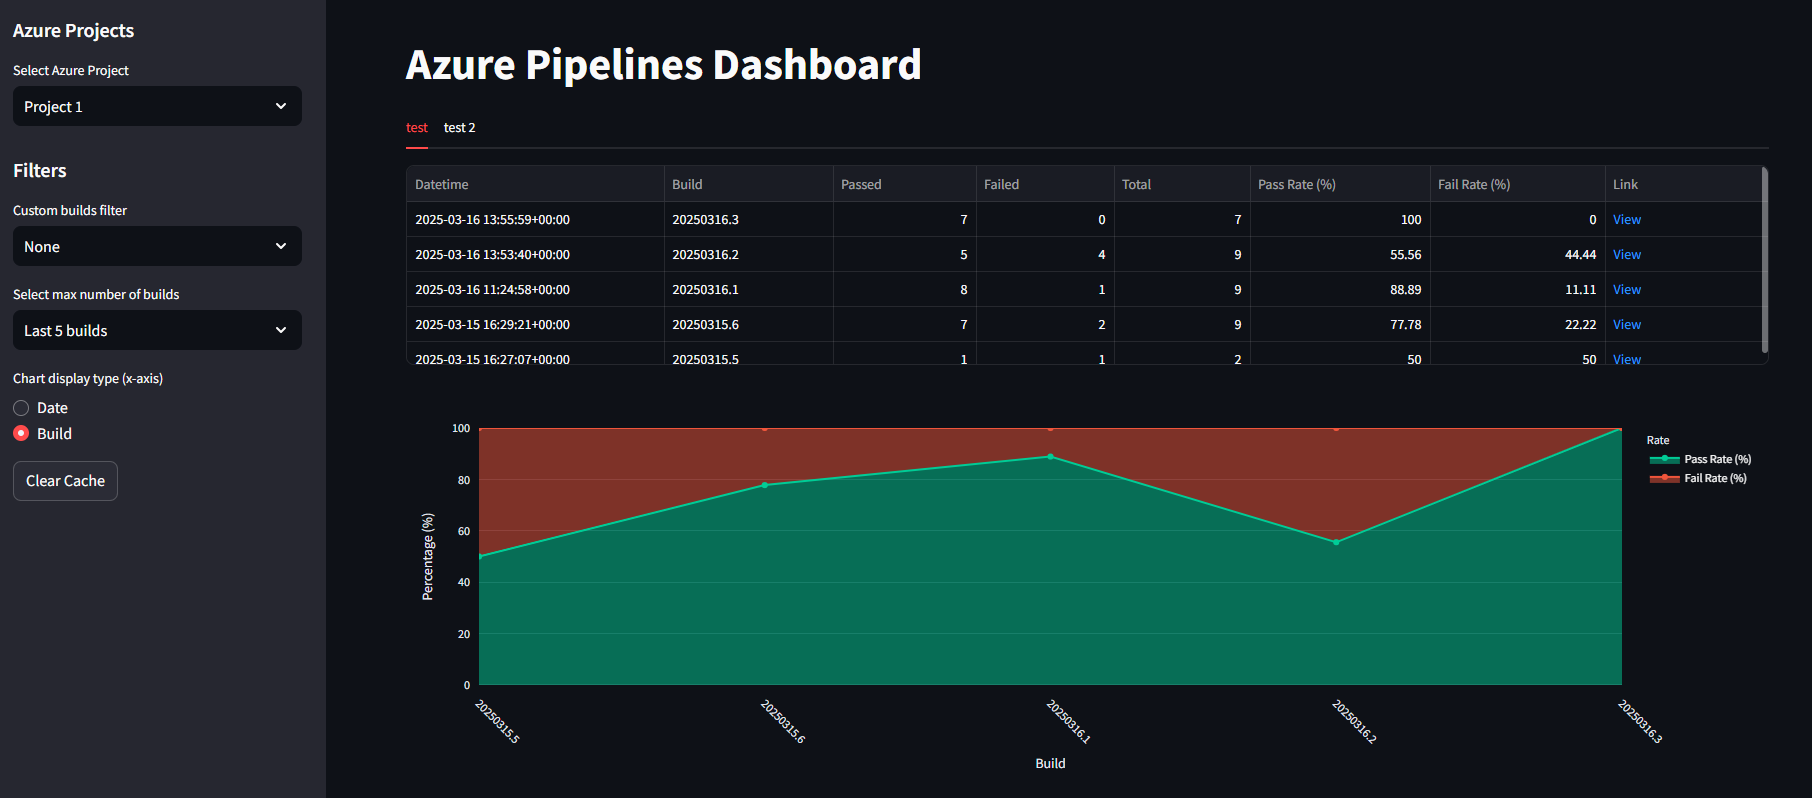 Azure Projects
Select Azure Project
Project 1
Filters
Custom builds filter
None
Select max number of builds
Last 5 builds
Chart display type (x-axis)
Date
Build
Clear Cache
Azure Pipelines Dashboard
test test 2
Datetime Build Passed Failed Total Pass Rate (%) Fail Rate (%) Link
2025-03-16 13:55:59+00:00 20250316.3 7 0 7 100 0 View
2025-03-16 13:53:40+00:00 20250316.2 5 4 9 55.56 44.44 View
2025-03-16 11:24:58+00:00 20250316.1 8 1 9 88.89 11.11 View
2025-03-15 16:29:21+00:00 20250315.6 7 2 9 77.78 22.22 View
2025-03-15 16:27:07+00:00 20250315.5 1 1 2 50 50 View
100
80
60
40
20
0
Percentage (%)
20250315.5 20250315.6 20250316.1 20250316.2 20250316.3
Build
Rate
Pass Rate (%)
Fail Rate (%)